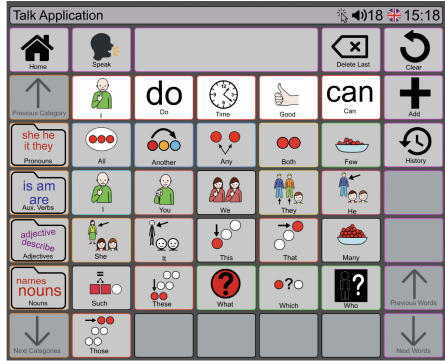 Talk Application 18 15:18
Home
Speak
Delete Last
Clear
Previous Category
I
do
Do
Time
Good
can
Can
Add
she he
it they
Pronouns
All
Another
Any
Both
Few
History
is am
are
Aux. Verbs
I
You
We
They
He
adjective
describe
Adjectives
She
It
This
That
Many
names
nouns
Nouns
Such
These
?
What
?
Which
?
Who
Previous Words
Next Categories
Those
Next Words